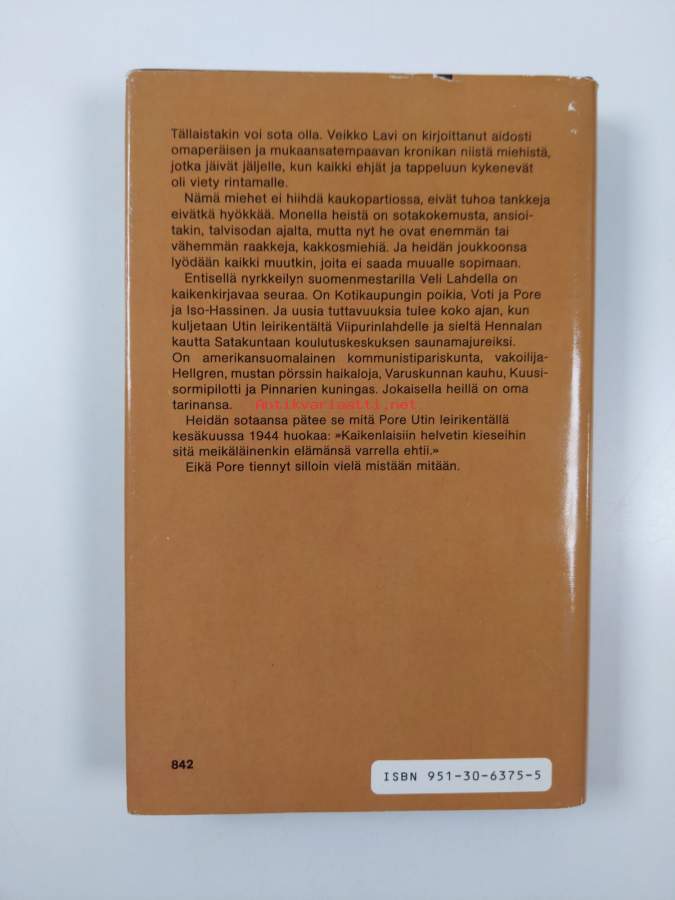 Tällaistakin voi sota olla. Veikko Lavi on kirjoittanut aidosti
omaperäisen ja mukaansatempaavan kronikan niistä miehistä,
jotka jäivät jäljelle, kun kaikki ehjät ja tappeluun kykenevät
oli viety rintamalle.
Nämä miehet ei hiihdä kaukopartiossa, eivät tuhoa tankkeja
eivätkä hyökkää. Monella heistä on sotakokemusta, ansioi-
takin, talvisodan ajalta, mutta nyt he ovat enemmän tai
vähemmän raakkeja, kakkosmiehiä. Ja heidän joukkoonsa
lyödään kaikki muutkin, joita ei saada muualle sopimaan.
Entisellä nyrkkeilyn suomenmestarilla Veli Lahdella on
kaikenkirjavaa seuraa. On Kotikaupungin poikia, Voti ja Pore
ja Iso-Hassinen. Ja uusia tuttavuuksia tulee koko ajan, kun
kuljetaan Utin leirikentältä Viipurinlahdelle ja sieltä Hennalan
kautta Satakuntaan koulutuskeskuksen saunamajureiksi.
On amerikansuomalainen kommunistipariskunta, vakoilija-
Hellgren, mustan pörssin haikaloja, Varuskunnan kauhu, Kuusi-
sormipilotti ja Pinnarien kuningas. Jokaisella heillä on oma
tarinansa.
Antikvariaatti.net
Heidän sotaansa pätee se mitä Pore Utin leirikentällä
kesäkuussa 1944 huokaa: »Kaikenlaisiin helvetin kieseihin
sitä meikäläinenkin elämänsä varrella ehtii.»
Eikä Pore tiennyt silloin vielä mistään mitään.
842
ISBN 951-30-6375-5